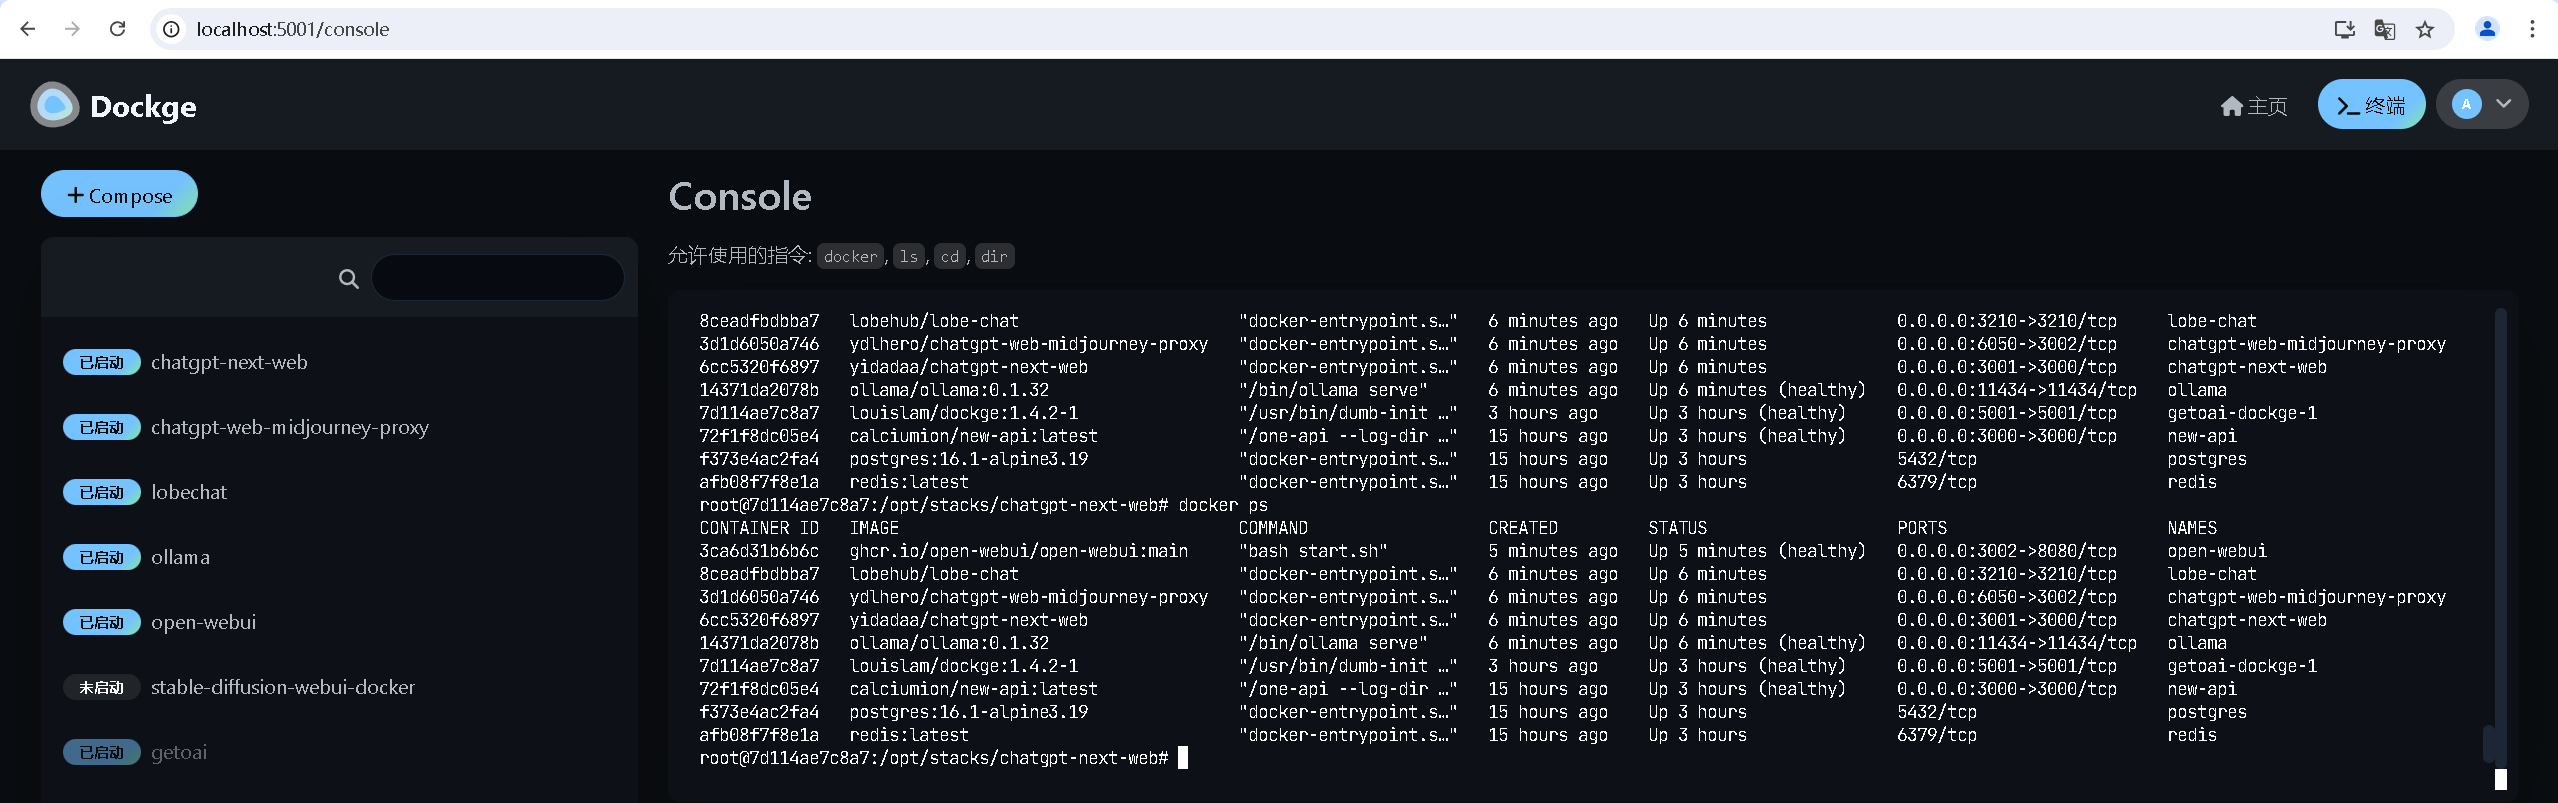 localhost:5001/console
Dockge
主页
终端
A
Compose
已启动 chatgpt-next-web
已启动 chatgpt-web-midjourney-proxy
已启动 lobechat
已启动 ollama
已启动 open-webui
未启动 stable-diffusion-webui-docker
已启动 getoai
Console
允许使用的指令: docker, ls, cd, dir
8ceadfbdbba7 lobehub/lobe-chat "docker-entrypoint.s…" 6 minutes ago Up 6 minutes 0.0.0.0:3210->3210/tcp lobe-chat
3d1d6050a746 ydlhero/chatgpt-web-midjourney-proxy "docker-entrypoint.s…" 6 minutes ago Up 6 minutes 0.0.0.0:6050->3002/tcp chatgpt-web-midjourney-proxy
6cc5320f6897 yidadaa/chatgpt-next-web "docker-entrypoint.s…" 6 minutes ago Up 6 minutes 0.0.0.0:3001->3000/tcp chatgpt-next-web
14371da2078b ollama/ollama:0.1.32 "/bin/ollama serve" 6 minutes ago Up 6 minutes (healthy) 0.0.0.0:11434->11434/tcp ollama
7d114ae7c8a7 louislam/dockge:1.4.2-1 "/usr/bin/dumb-init …" 3 hours ago Up 3 hours (healthy) 0.0.0.0:5001->5001/tcp getoai-dockge-1
72f1f8dc05e4 calciumion/new-api:latest "/one-api --log-dir …" 15 hours ago Up 3 hours (healthy) 0.0.0.0:3000->3000/tcp new-api
f373e4ac2fa4 postgres:16.1-alpine3.19 "docker-entrypoint.s…" 15 hours ago Up 3 hours 5432/tcp postgres
afb08f7f8e1a redis:latest "docker-entrypoint.s…" 15 hours ago Up 3 hours 6379/tcp redis
root@7d114ae7c8a7:/opt/stacks/chatgpt-next-web# docker ps
CONTAINER ID IMAGE COMMAND CREATED STATUS PORTS NAMES
3ca6d31b6b6c ghcr.io/open-webui/open-webui:main "bash start.sh" 5 minutes ago Up 5 minutes (healthy) 0.0.0.0:3002->8080/tcp open-webui
8ceadfbdbba7 lobehub/lobe-chat "docker-entrypoint.s…" 6 minutes ago Up 6 minutes 0.0.0.0:3210->3210/tcp lobe-chat
3d1d6050a746 ydlhero/chatgpt-web-midjourney-proxy "docker-entrypoint.s…" 6 minutes ago Up 6 minutes 0.0.0.0:6050->3002/tcp chatgpt-web-midjourney-proxy
6cc5320f6897 yidadaa/chatgpt-next-web "docker-entrypoint.s…" 6 minutes ago Up 6 minutes 0.0.0.0:3001->3000/tcp chatgpt-next-web
14371da2078b ollama/ollama:0.1.32 "/bin/ollama serve" 6 minutes ago Up 6 minutes (healthy) 0.0.0.0:11434->11434/tcp ollama
7d114ae7c8a7 louislam/dockge:1.4.2-1 "/usr/bin/dumb-init …" 3 hours ago Up 3 hours (healthy) 0.0.0.0:5001->5001/tcp getoai-dockge-1
72f1f8dc05e4 calciumion/new-api:latest "/one-api --log-dir …" 15 hours ago Up 3 hours (healthy) 0.0.0.0:3000->3000/tcp new-api
f373e4ac2fa4 postgres:16.1-alpine3.19 "docker-entrypoint.s…" 15 hours ago Up 3 hours 5432/tcp postgres
afb08f7f8e1a redis:latest "docker-entrypoint.s…" 15 hours ago Up 3 hours 6379/tcp redis
root@7d114ae7c8a7:/opt/stacks/chatgpt-next-web#